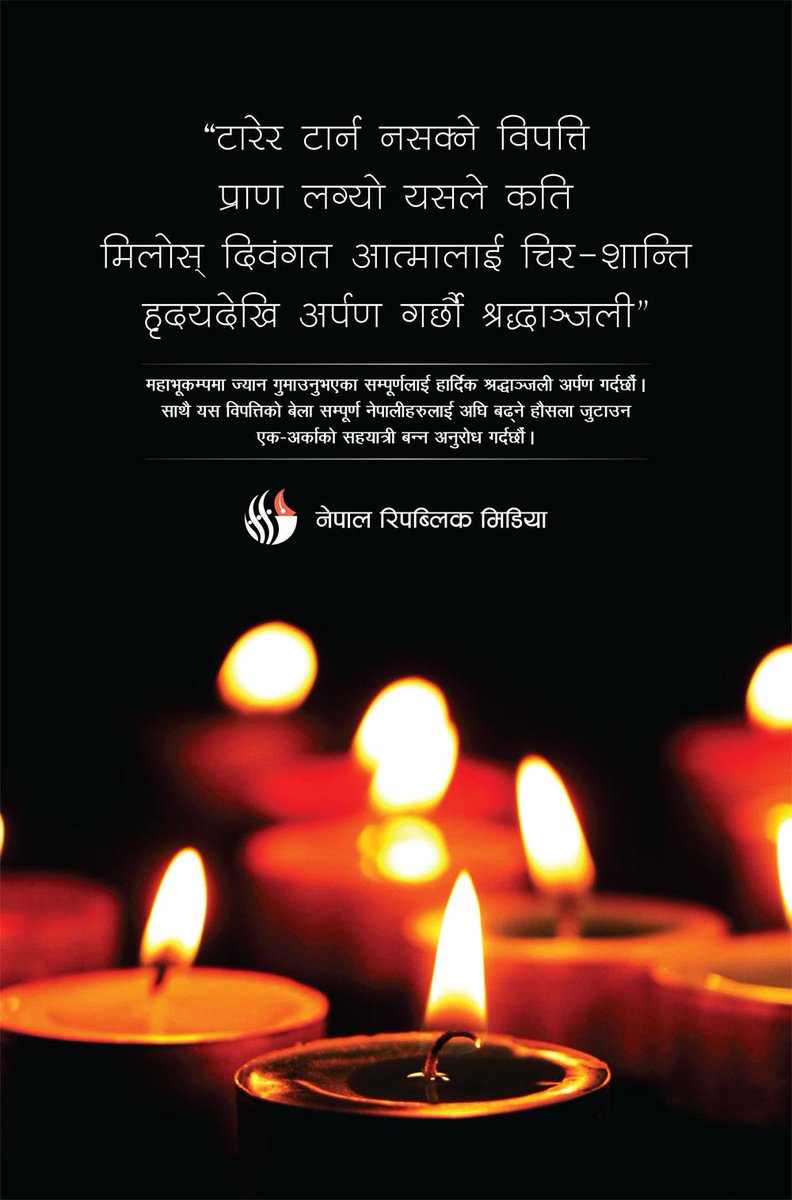 “टारेर टार्न नसक्ने विपत्ति
प्राण लग्यो यसले कति
मिलोस् दिवंगत आत्मालाई चिर-शान्ति
हृदयदेखि अर्पण गर्छौं श्रद्धाञ्जली”
महाभूकम्पमा ज्यान गुमाउनुभएका सम्पूर्णलाई हार्दिक श्रद्धाञ्जली अर्पण गर्दछौं।
साथै यस विपत्तिको बेला सम्पूर्ण नेपालीहरुलाई अघि बढ्ने हौसला जुटाउन
एक-अर्काको सहयात्री बन्न अनुरोध गर्दछौं।
नेपाल रिपब्लिक मिडिया